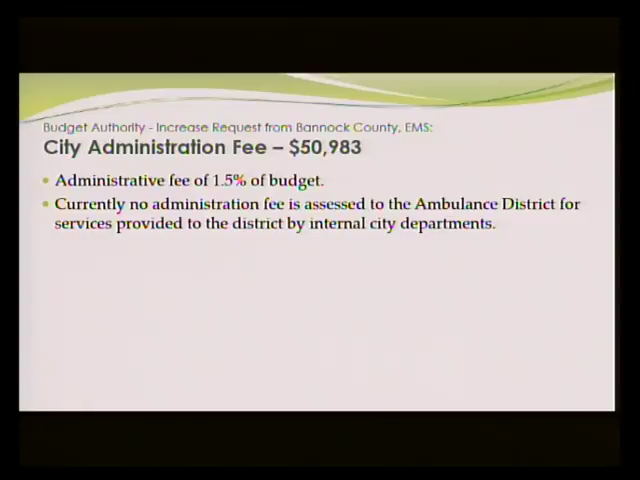 Budget Authority - Increase Request from Bannock County, EMS:
City Administration Fee – $50,983
• Administrative fee of 1.5% of budget.
• Currently no administration fee is assessed to the Ambulance District for
services provided to the district by internal city departments.